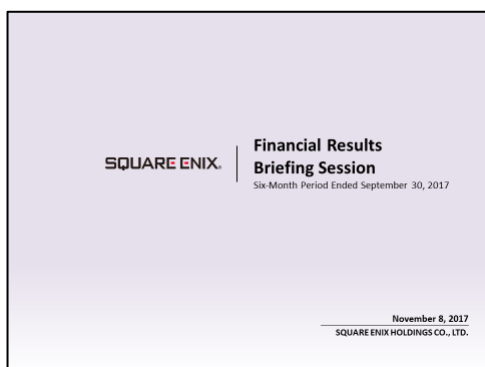 SQUARE ENIX.
Financial Results
Briefing Session
Six-Month Period Ended September 30, 2017
November 8, 2017
SQUARE ENIX HOLDINGS CO., LTD.